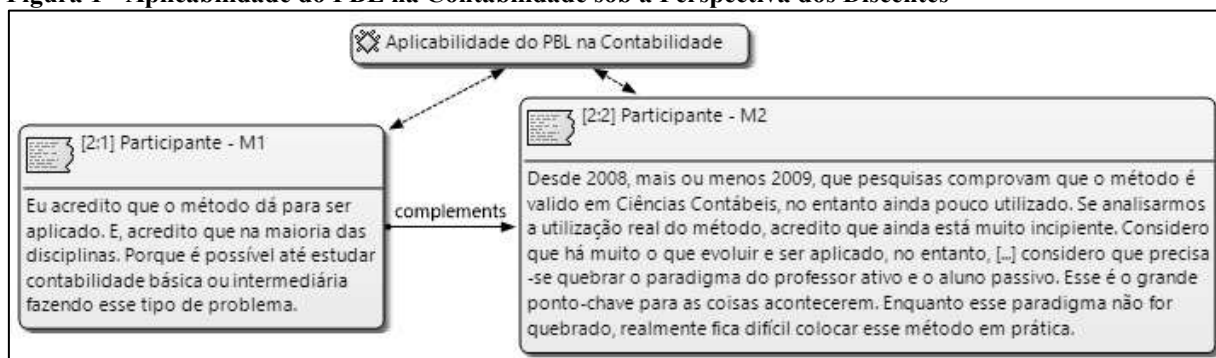 Figura 1 - Aplicabilidade do PBL na Contabilidade sob a Perspectiva dos Discentes
Aplicabilidade do PBL na Contabilidade
[2:1] Participante - M1
Eu acredito que o método dá para ser
aplicado. E, acredito que na maioria das
disciplinas. Porque é possível até estudar
contabilidade básica ou intermediária
fazendo esse tipo de problema.
complements
[2:2] Participante - M2
Desde 2008, mais ou menos 2009, que pesquisas comprovam que o método é
valido em Ciências Contábeis, no entanto ainda pouco utilizado. Se analisarmos
a utilização real do método, acredito que ainda está muito incipiente. Considero
que há muito o que evoluir e ser aplicado, no entanto, [...] considero que precisa
-se quebrar o paradigma do professor ativo e o aluno passivo. Esse é o grande
ponto-chave para as coisas acontecerem. Enquanto esse paradigma não for
quebrado, realmente fica difícil colocar esse método em prática.